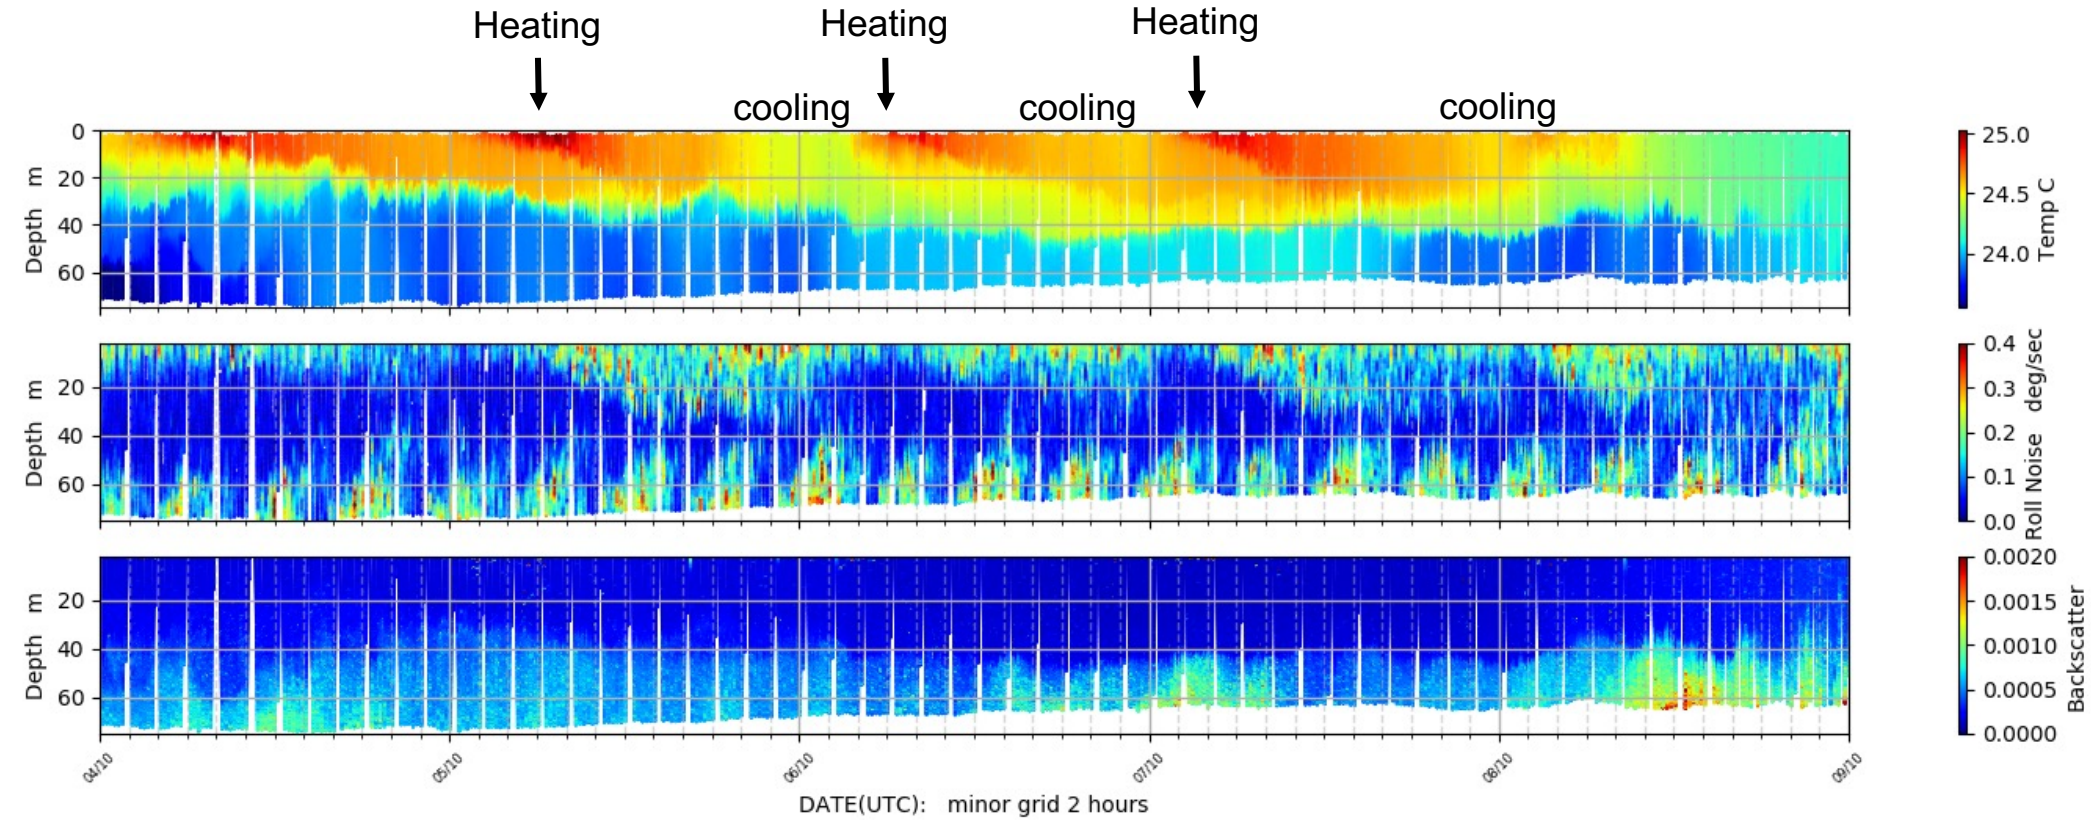 Heating Heating Heating
cooling cooling cooling
0
20
40
60
Depth m
25.0
24.5
24.0
Temp C
20
40
60
Depth m
0.4
0.3
0.2
0.1
0.0
Roll Noise deg/sec
20
40
60
Depth m
0.0020
0.0015
0.0010
0.0005
0.0000
Backscatter
04/10 05/10 06/10 07/10 08/10 09/10
DATE(UTC): minor grid 2 hours